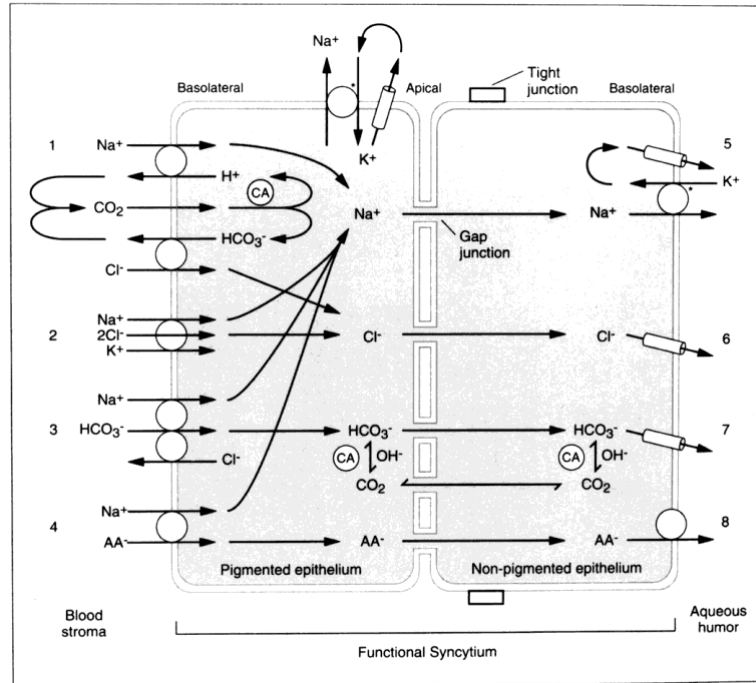 Na⁺
Tight
junction
Basolateral
Apical
Basolateral
*
1
Na⁺
K⁺
5
H⁺
K⁺
CO₂
CA
*
Na⁺
Na⁺
HCO₃⁻
Gap
junction
Cl⁻
Na⁺
2
2Cl⁻
Cl⁻
Cl⁻
6
K⁺
Na⁺
3
HCO₃⁻
HCO₃⁻
HCO₃⁻
7
CA
OH⁻
CA
OH⁻
Cl⁻
CO₂
CO₂
Na⁺
4
8
AA⁻
AA⁻
AA⁻
Pigmented epithelium
Non-pigmented epithelium
Blood
stroma
Aqueous
humor
Functional Syncytium